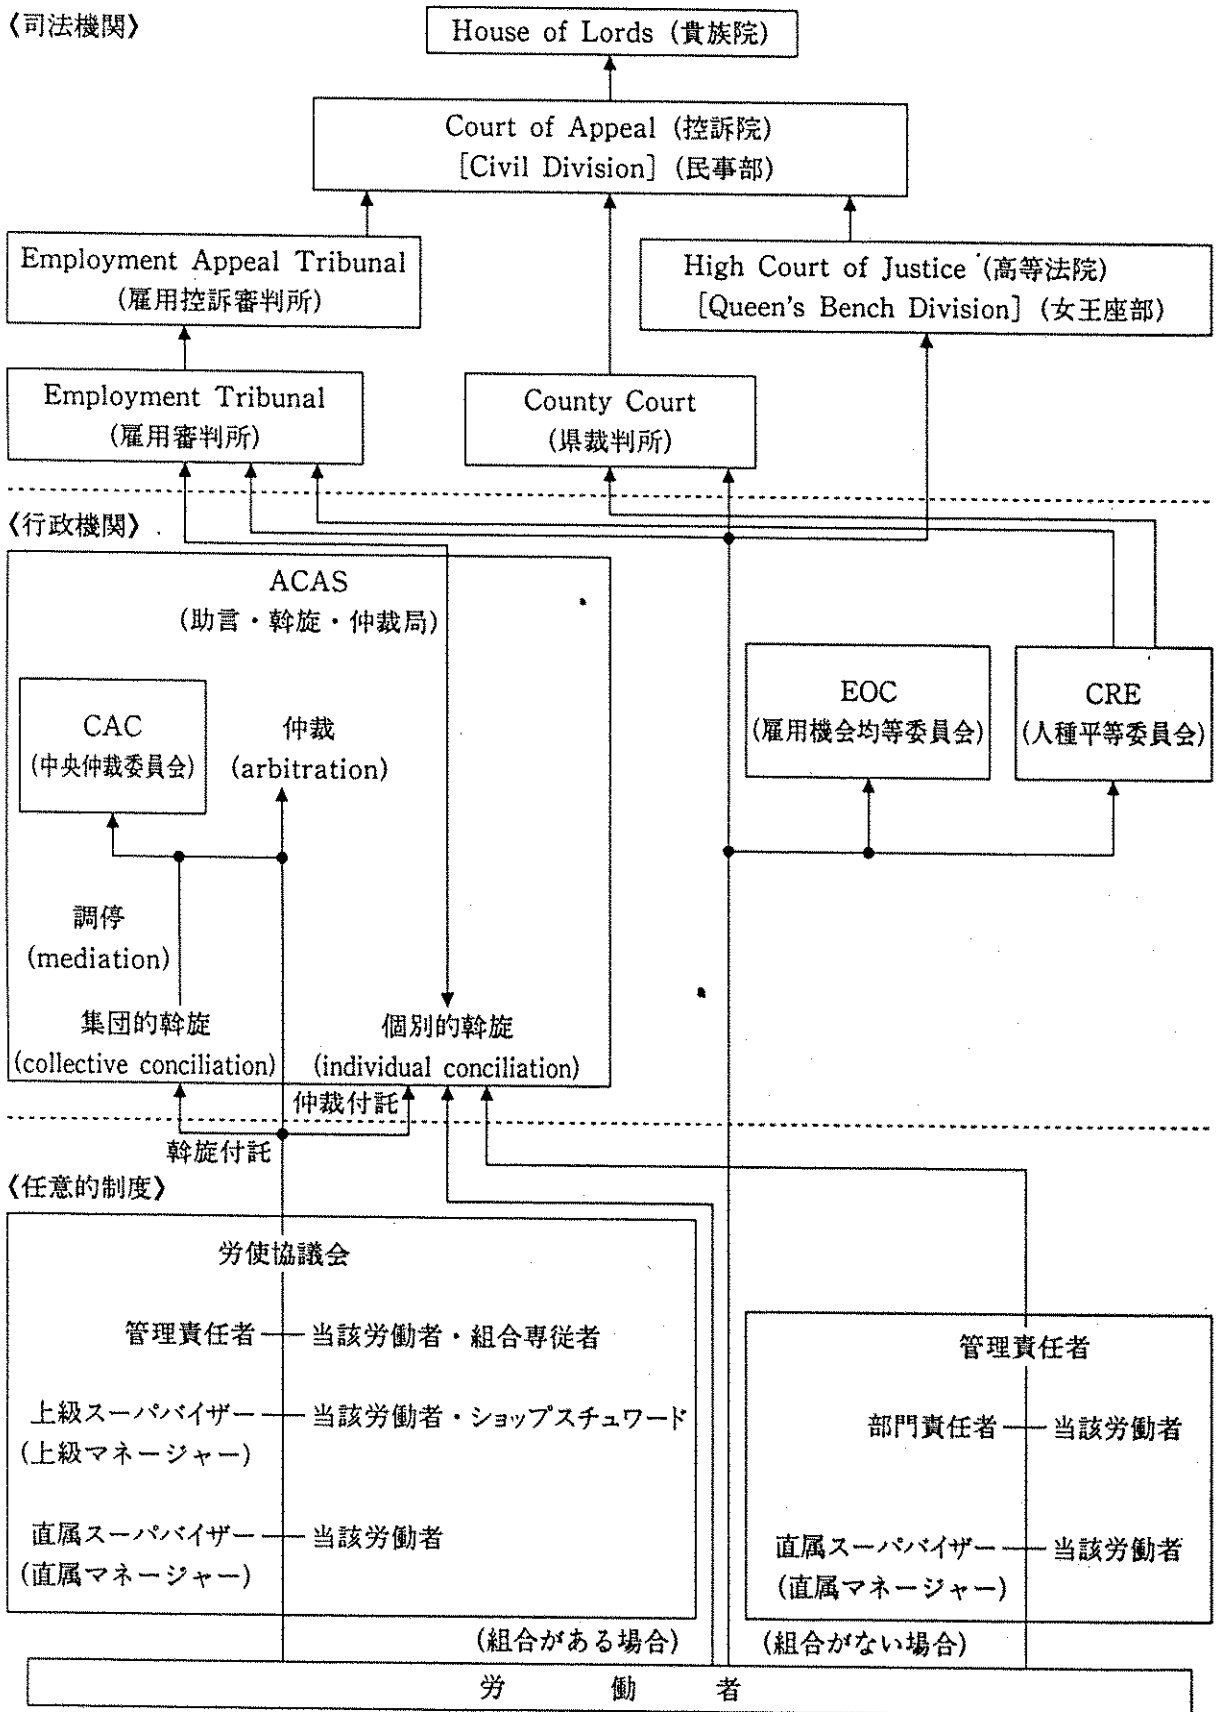 〈司法機関〉
House of Lords (貴族院)
Court of Appeal (控訴院)
[Civil Division] (民事部)
Employment Appeal Tribunal
(雇用控訴審判所)
High Court of Justice (高等法院)
[Queen's Bench Division] (女王座部)
Employment Tribunal
(雇用審判所)
County Court
(県裁判所)
〈行政機関〉
ACAS
(助言・斡旋・仲裁局)
CAC
(中央仲裁委員会)
仲裁
(arbitration)
EOC
(雇用機会均等委員会)
CRE
(人種平等委員会)
調停
(mediation)
集団的斡旋
(collective conciliation)
個別的斡旋
(individual conciliation)
仲裁付託
斡旋付託
〈任意的制度〉
労使協議会
管理責任者 当該労働者・組合専従者
上級スーパバイザー 当該労働者・ショップスチュワード
(上級マネージャー)
直属スーパバイザー 当該労働者
(直属マネージャー)
(組合がある場合)
管理責任者
部門責任者 当該労働者
直属スーパバイザー 当該労働者
(直属マネージャー)
(組合がない場合)
労働者